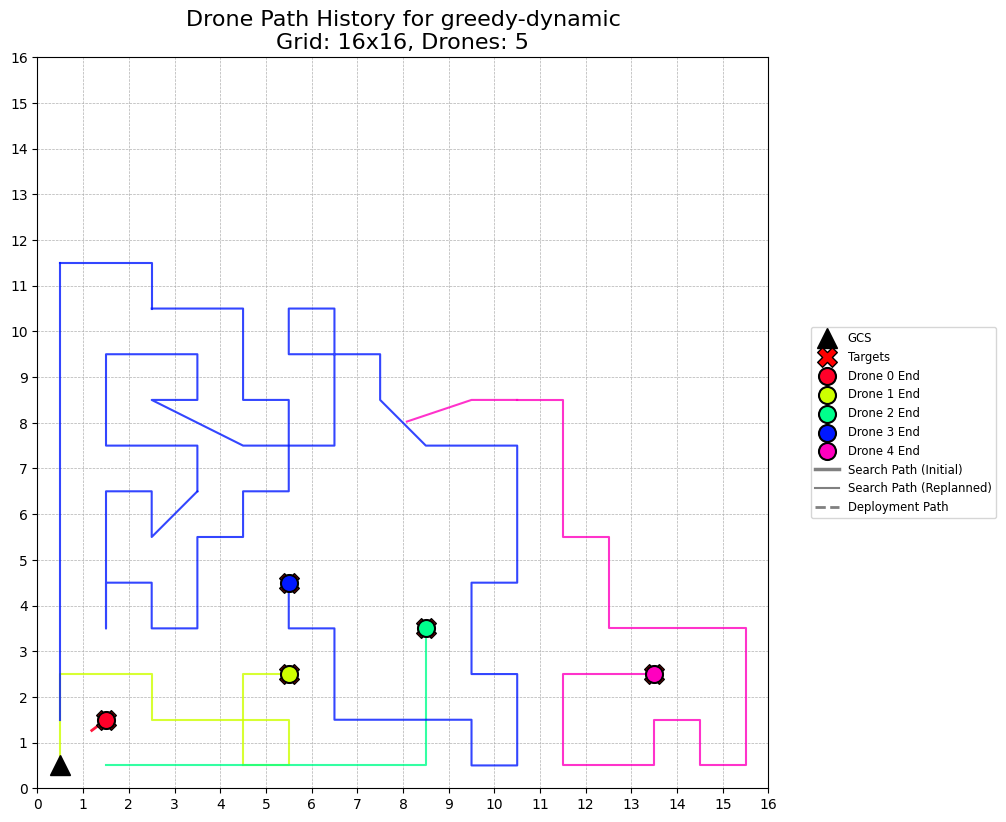 Drone Path History for greedy-dynamic
Grid: 16x16, Drones: 5
16
15
14
13
12
11
10
9
8
7
6
5
4
3
2
1
0
0 1 2 3 4 5 6 7 8 9 10 11 12 13 14 15 16
GCS
Targets
Drone 0 End
Drone 1 End
Drone 2 End
Drone 3 End
Drone 4 End
Search Path (Initial)
Search Path (Replanned)
Deployment Path